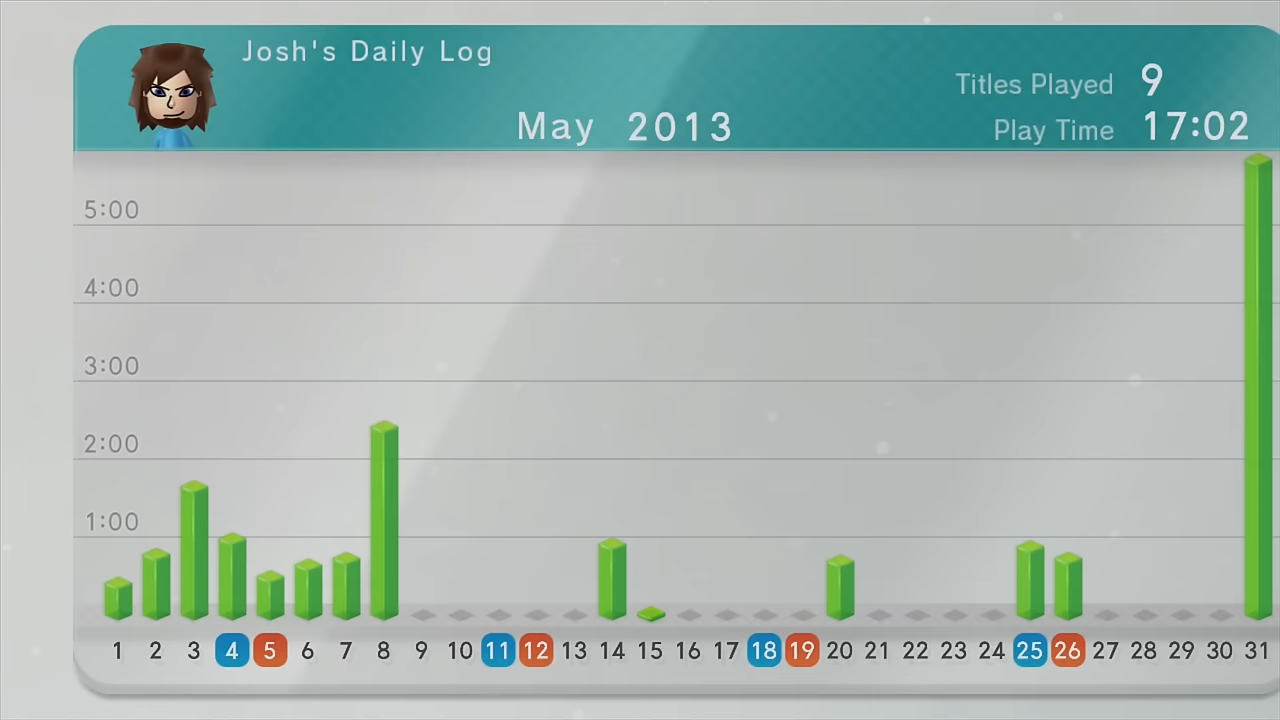 Josh's Daily Log
Titles Played 9
May 2013
Play Time 17:02
5:00
4:00
3:00
2:00
1:00
1 2 3 4 5 6 7 8 9 10 11 12 13 14 15 16 17 18 19 20 21 22 23 24 25 26 27 28 29 30 31